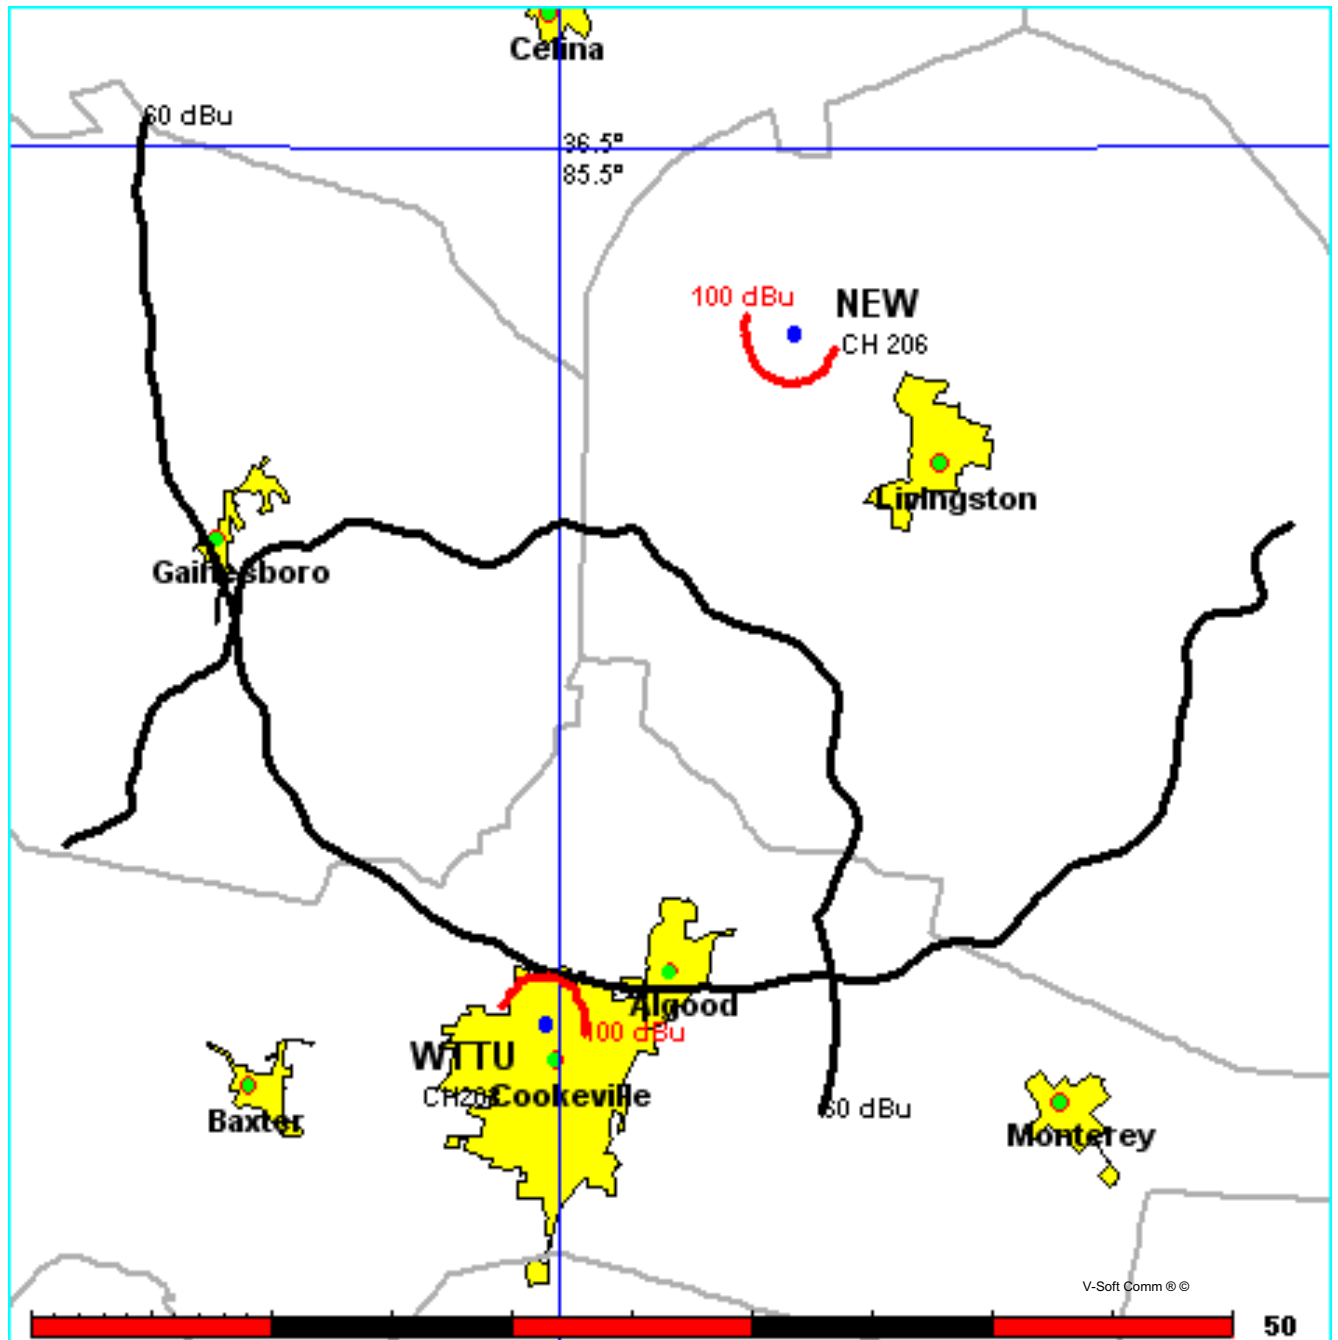 Celina
60 dBu
36.5°
85.5°
100 dBu
NEW
CH 206
Livingston
Gainesboro
Algood
100 dBu
WTTU
Cookeville
Baxter
60 dBu
Monterey
V-Soft Comm ® ©
50